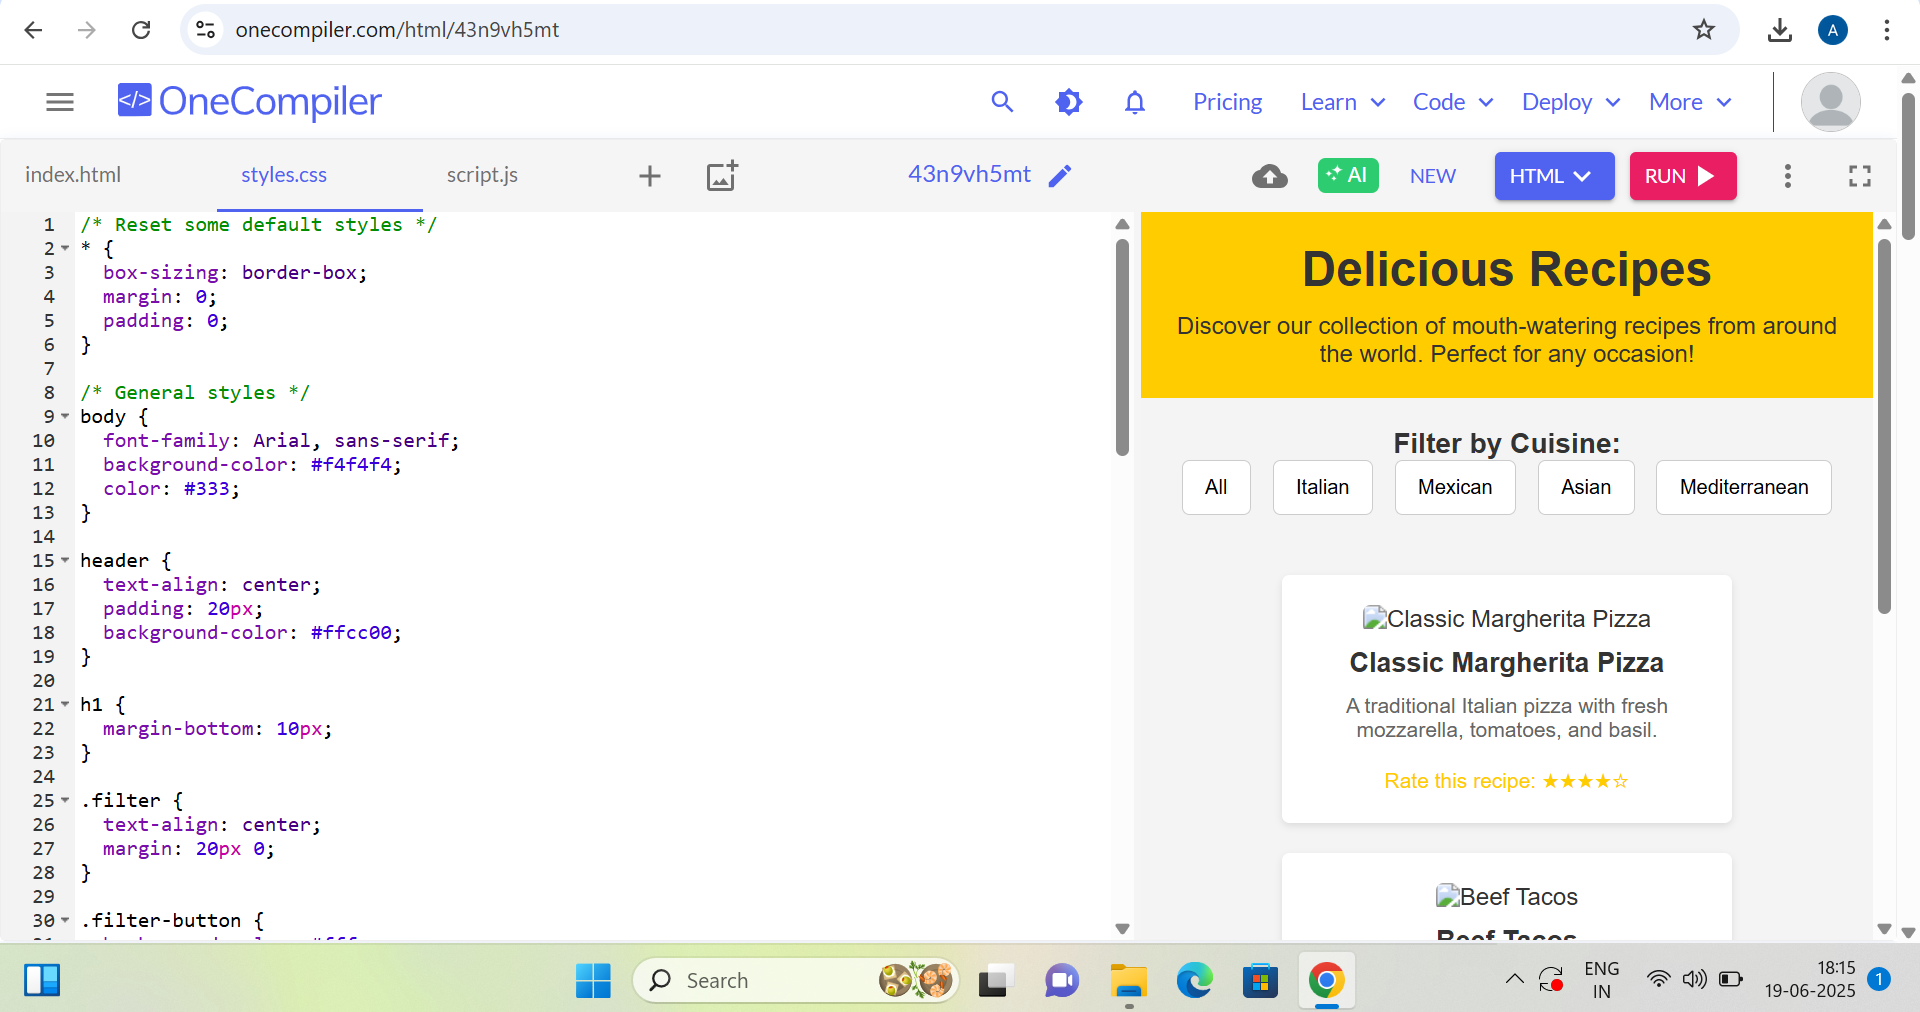 onecompiler.com/html/43n9vh5mt
A
</> OneCompiler
Pricing Learn Code Deploy More
index.html styles.css script.js 43n9vh5mt AI NEW HTML RUN
1 /* Reset some default styles */
2 * {
3 box-sizing: border-box;
4 margin: 0;
5 padding: 0;
6 }
7
8 /* General styles */
9 body {
10 font-family: Arial, sans-serif;
11 background-color: #f4f4f4;
12 color: #333;
13 }
14
15 header {
16 text-align: center;
17 padding: 20px;
18 background-color: #ffcc00;
19 }
20
21 h1 {
22 margin-bottom: 10px;
23 }
24
25 .filter {
26 text-align: center;
27 margin: 20px 0;
28 }
29
30 .filter-button {
Delicious Recipes
Discover our collection of mouth-watering recipes from around
the world. Perfect for any occasion!
Filter by Cuisine:
All Italian Mexican Asian Mediterranean
Classic Margherita Pizza
Classic Margherita Pizza
A traditional Italian pizza with fresh
mozzarella, tomatoes, and basil.
Rate this recipe: ★★★★☆
Beef Tacos
Beef Tacos
Search
ENG
IN
18:15
19-06-2025
1